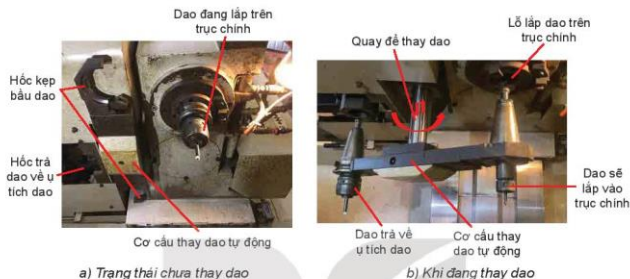 Dao đang lắp trên
trục chính
Hốc kẹp
bầu dao
Hốc trả
dao về ụ
tích dao
Cơ cấu thay dao tự động
a) Trạng thái chưa thay dao
Quay để thay dao
Lỗ lắp dao trên
trục chính
Dao sẽ
lắp vào
trục chính
Dao trả về
ụ tích dao
Cơ cấu thay
dao tự động
b) Khi đang thay dao